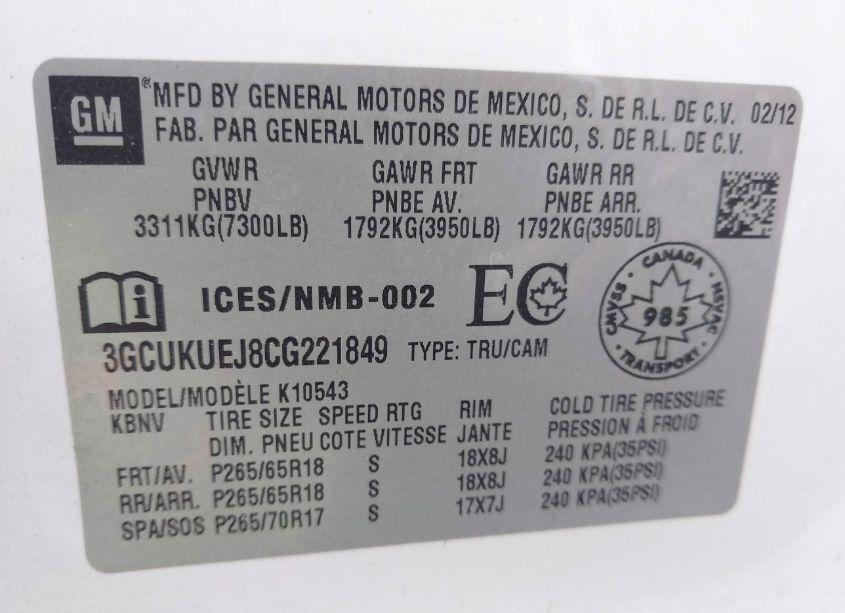 GM
® MFD BY GENERAL MOTORS DE MEXICO, S. DE R.L. DE C.V. 02/12
FAB. PAR GENERAL MOTORS DE MEXICO, S. DE R.L. DE C.V.
GVWR GAWR FRT GAWR RR
PNBV PNBE AV. PNBE ARR.
3311KG(7300LB) 1792KG(3950LB) 1792KG(3950LB)
i ICES/NMB-002 EC
CANADA
CMVSS 985 NSVAC
TRANSPORT
3GCUKUEJ8CG221849 TYPE: TRU/CAM
MODEL/MODÈLE K10543
KBNV TIRE SIZE SPEED RTG RIM COLD TIRE PRESSURE
DIM. PNEU COTE VITESSE JANTE PRESSION À FROID
FRT/AV. P265/65R18 S 18X8J 240 KPA(35PSI)
RR/ARR. P265/65R18 S 18X8J 240 KPA(35PSI)
SPA/SOS P265/70R17 S 17X7J 240 KPA(35PSI)